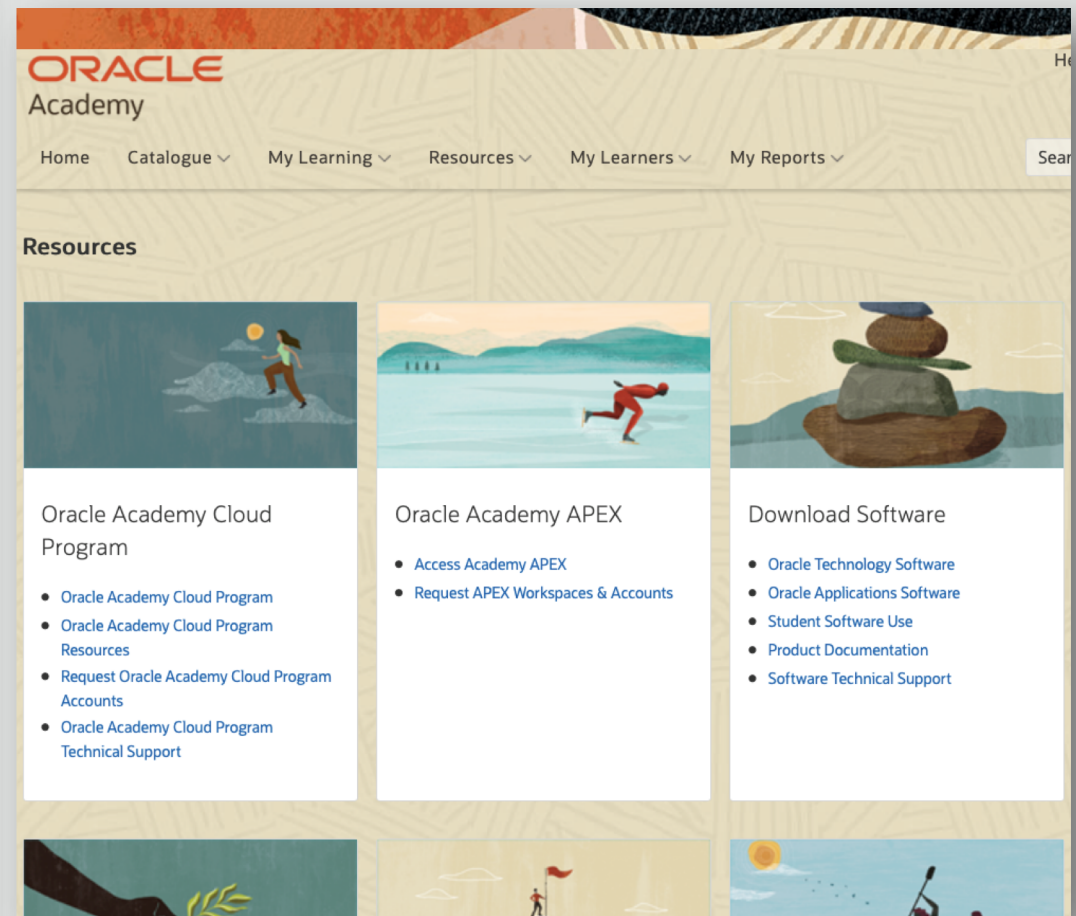 ORACLE
Academy
Home Catalogue My Learning Resources My Learners My Reports
Resources
Oracle Academy Cloud
Program
Oracle Academy Cloud Program
Oracle Academy Cloud Program
Resources
Request Oracle Academy Cloud Program
Accounts
Oracle Academy Cloud Program
Technical Support
Oracle Academy APEX
Access Academy APEX
Request APEX Workspaces & Accounts
Download Software
Oracle Technology Software
Oracle Applications Software
Student Software Use
Product Documentation
Software Technical Support